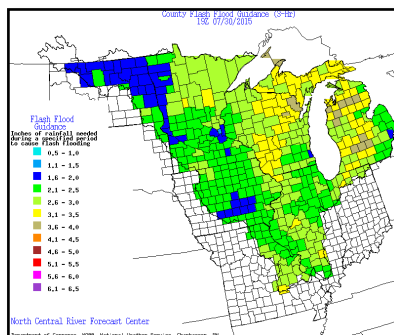 County Flash Flood Guidance (3-Hr)
19Z 07/30/2015
Flash Flood
Guidance
Inches of rainfall needed
during a specified period
to cause flash flooding
0.5 - 1.0
1.1 - 1.5
1.6 - 2.0
2.1 - 2.5
2.6 - 3.0
3.1 - 3.5
3.6 - 4.0
4.1 - 4.5
4.6 - 5.0
5.1 - 5.5
5.6 - 6.0
6.1 - 6.5
North Central River Forecast Center